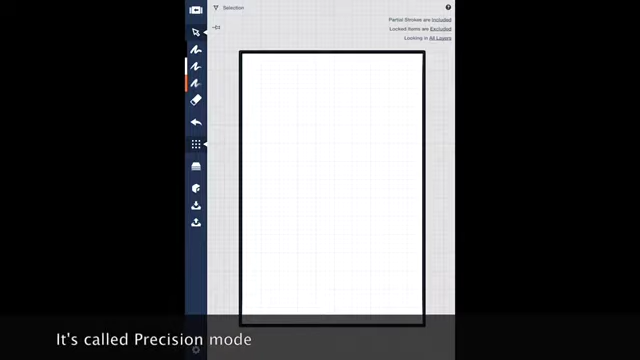 Selection
Partial Strokes are Included
Locked Items are Excluded
Looking in All Layers
It's called Precision mode